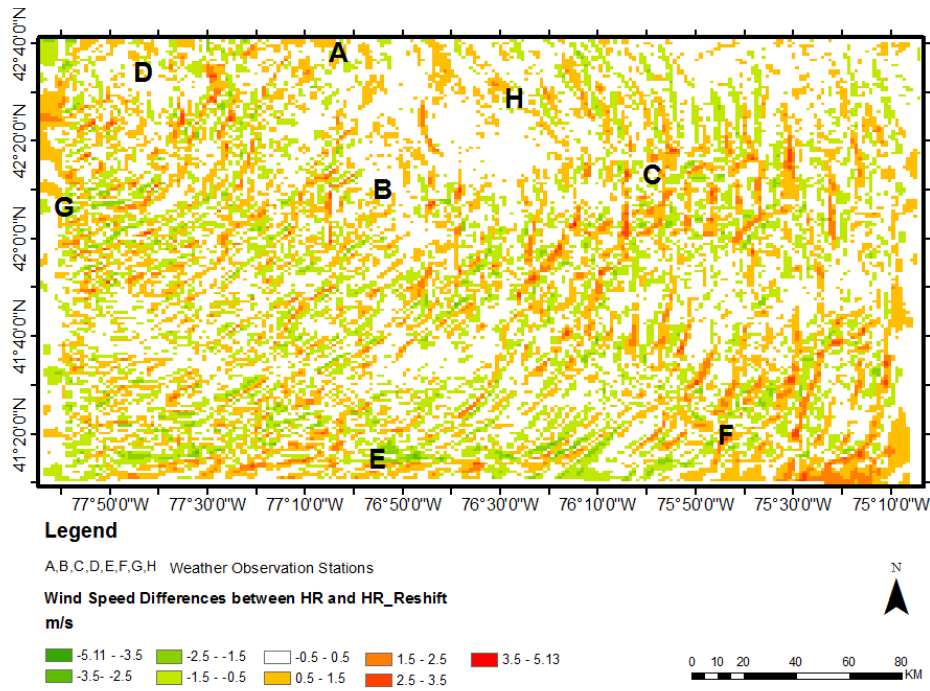 42°40'0"N
42°20'0"N
42°0'0"N
41°40'0"N
41°20'0"N
A
D
H
C
B
G
F
E
77°50'0"W 77°30'0"W 77°10'0"W 76°50'0"W 76°30'0"W 76°10'0"W 75°50'0"W 75°30'0"W 75°10'0"W
Legend
A,B,C,D,E,F,G,H Weather Observation Stations
N
Wind Speed Differences between HR and HR_Reshift
m/s
-5.11 - -3.5 -2.5 - -1.5 -0.5 - 0.5 1.5 - 2.5 3.5 - 5.13
-3.5- -2.5 -1.5 - -0.5 0.5 - 1.5 2.5 - 3.5
0 10 20 40 60 80
KM